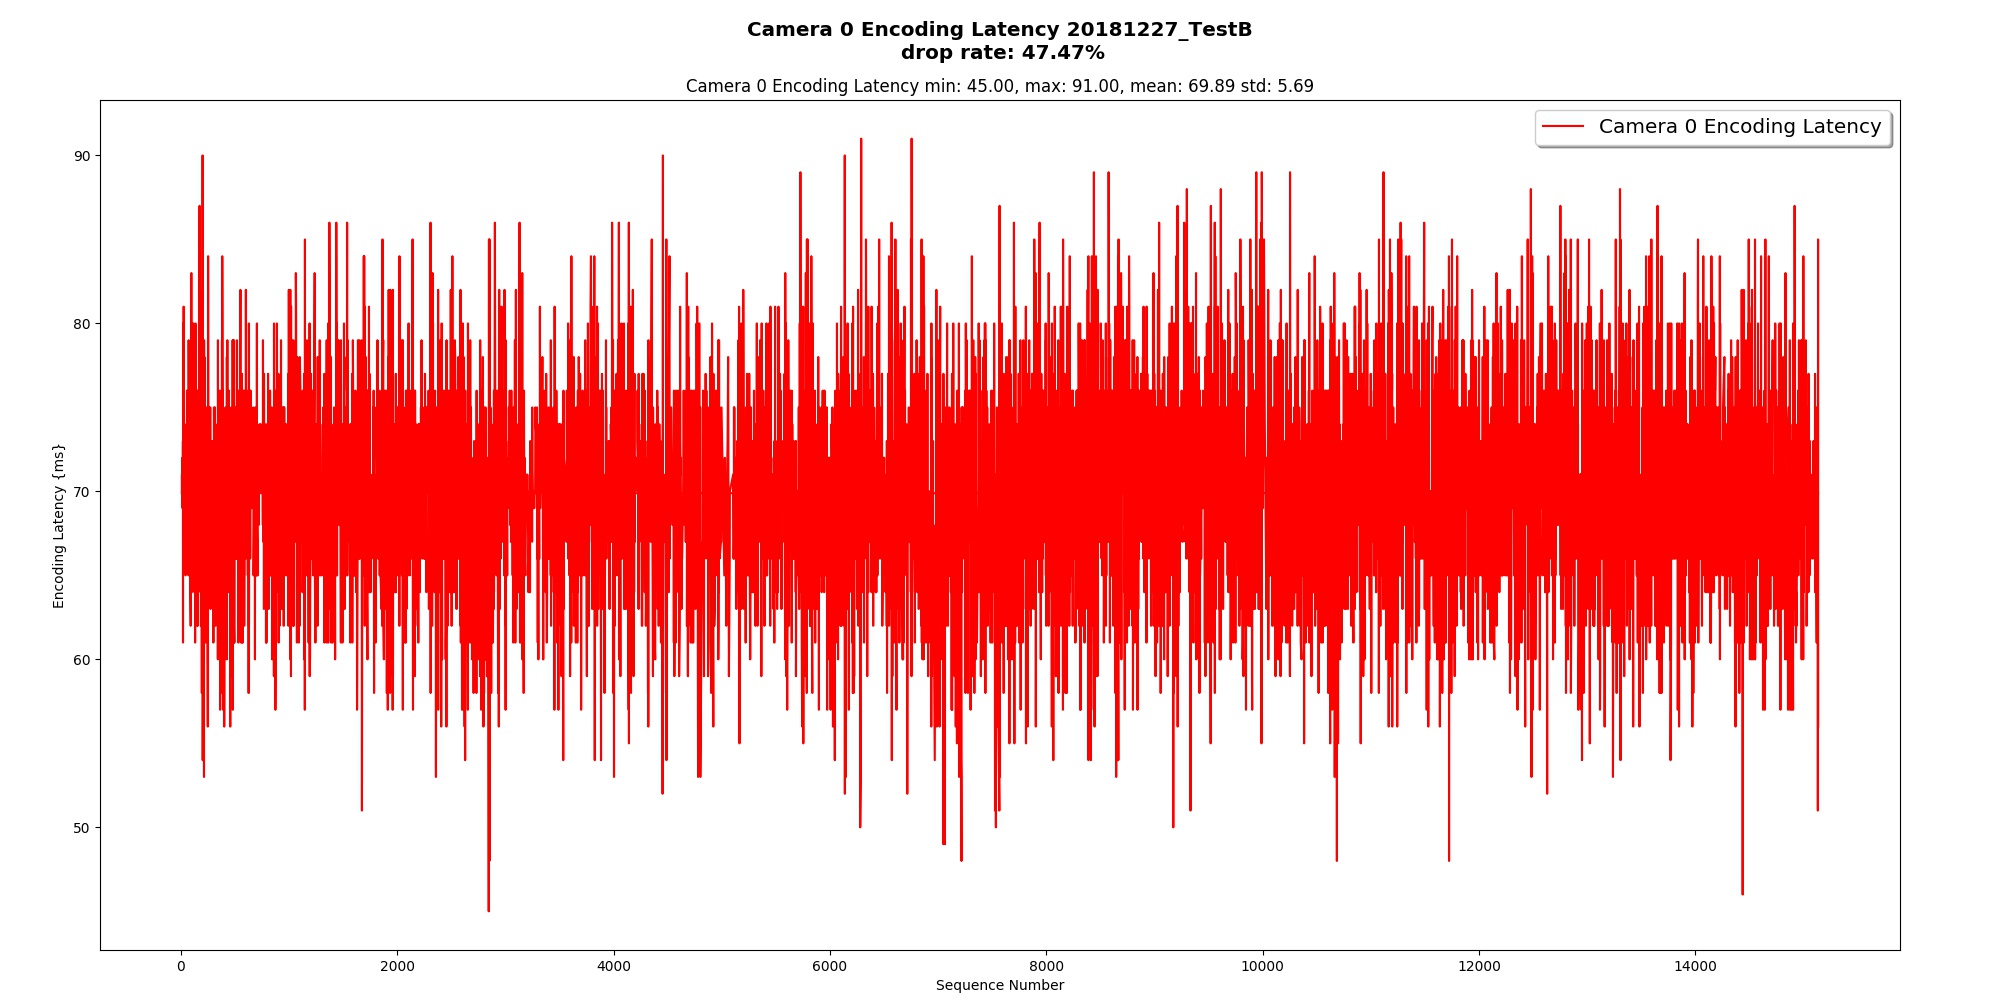 Camera 0 Encoding Latency 20181227_TestB
drop rate: 47.47%
Camera 0 Encoding Latency min: 45.00, max: 91.00, mean: 69.89 std: 5.69
Camera 0 Encoding Latency
90
80
70
60
50
Encoding Latency {ms}
0 2000 4000 6000 8000 10000 12000 14000
Sequence Number